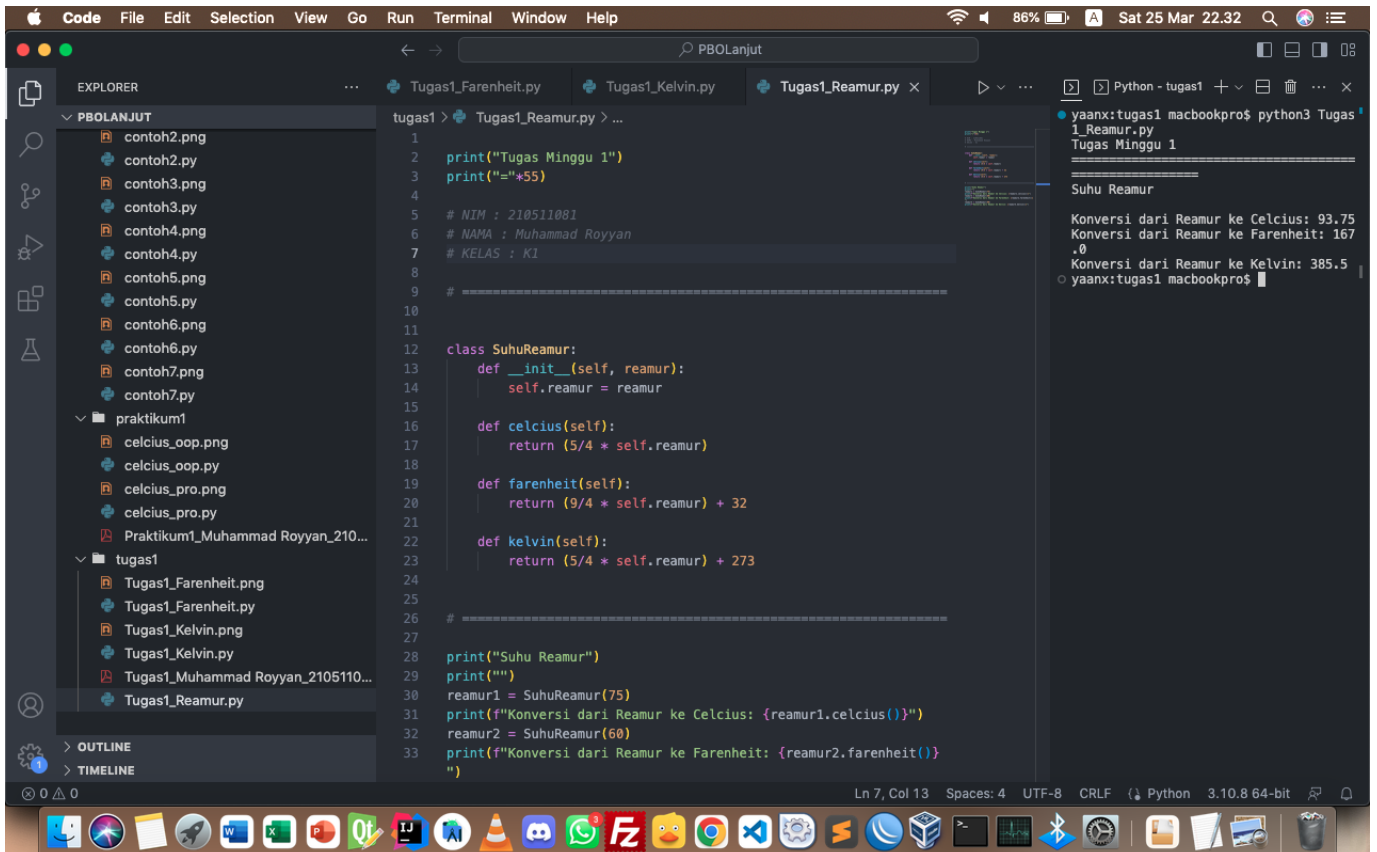 Code File Edit Selection View Go Run Terminal Window Help 86% A Sat 25 Mar 22.32
PBOLanjut
EXPLORER
PBOLANJUT
contoh2.png
contoh2.py
contoh3.png
contoh3.py
contoh4.png
contoh4.py
contoh5.png
contoh5.py
contoh6.png
contoh6.py
contoh7.png
contoh7.py
praktikum1
celcius_oop.png
celcius_oop.py
celcius_pro.png
celcius_pro.py
Praktikum1_Muhammad Royyan_210...
tugas1
Tugas1_Farenheit.png
Tugas1_Farenheit.py
Tugas1_Kelvin.png
Tugas1_Kelvin.py
Tugas1_Muhammad Royyan_2105110...
Tugas1_Reamur.py
OUTLINE
TIMELINE
Tugas1_Farenheit.py Tugas1_Kelvin.py Tugas1_Reamur.py
tugas1 > Tugas1_Reamur.py > ...
1
2 print("Tugas Minggu 1")
3 print("="*55)
4
5 # NIM : 210511081
6 # NAMA : Muhammad Royyan
7 # KELAS : K1
8
9 # ===============================================================
10
11
12 class SuhuReamur:
13 def __init__(self, reamur):
14 self.reamur = reamur
15
16 def celcius(self):
17 return (5/4 * self.reamur)
18
19 def farenheit(self):
20 return (9/4 * self.reamur) + 32
21
22 def kelvin(self):
23 return (5/4 * self.reamur) + 273
24
25
26 # ===============================================================
27
28 print("Suhu Reamur")
29 print("")
30 reamur1 = SuhuReamur(75)
31 print(f"Konversi dari Reamur ke Celcius: {reamur1.celcius()}")
32 reamur2 = SuhuReamur(60)
33 print(f"Konversi dari Reamur ke Farenheit: {reamur2.farenheit()}
")
Python - tugas1
yaanx:tugas1 macbookpro$ python3 Tugas
1_Reamur.py
Tugas Minggu 1
======================================
=================
Suhu Reamur
Konversi dari Reamur ke Celcius: 93.75
Konversi dari Reamur ke Farenheit: 167
.0
Konversi dari Reamur ke Kelvin: 385.5
yaanx:tugas1 macbookpro$
1
0 0 Ln 7, Col 13 Spaces: 4 UTF-8 CRLF Python 3.10.8 64-bit